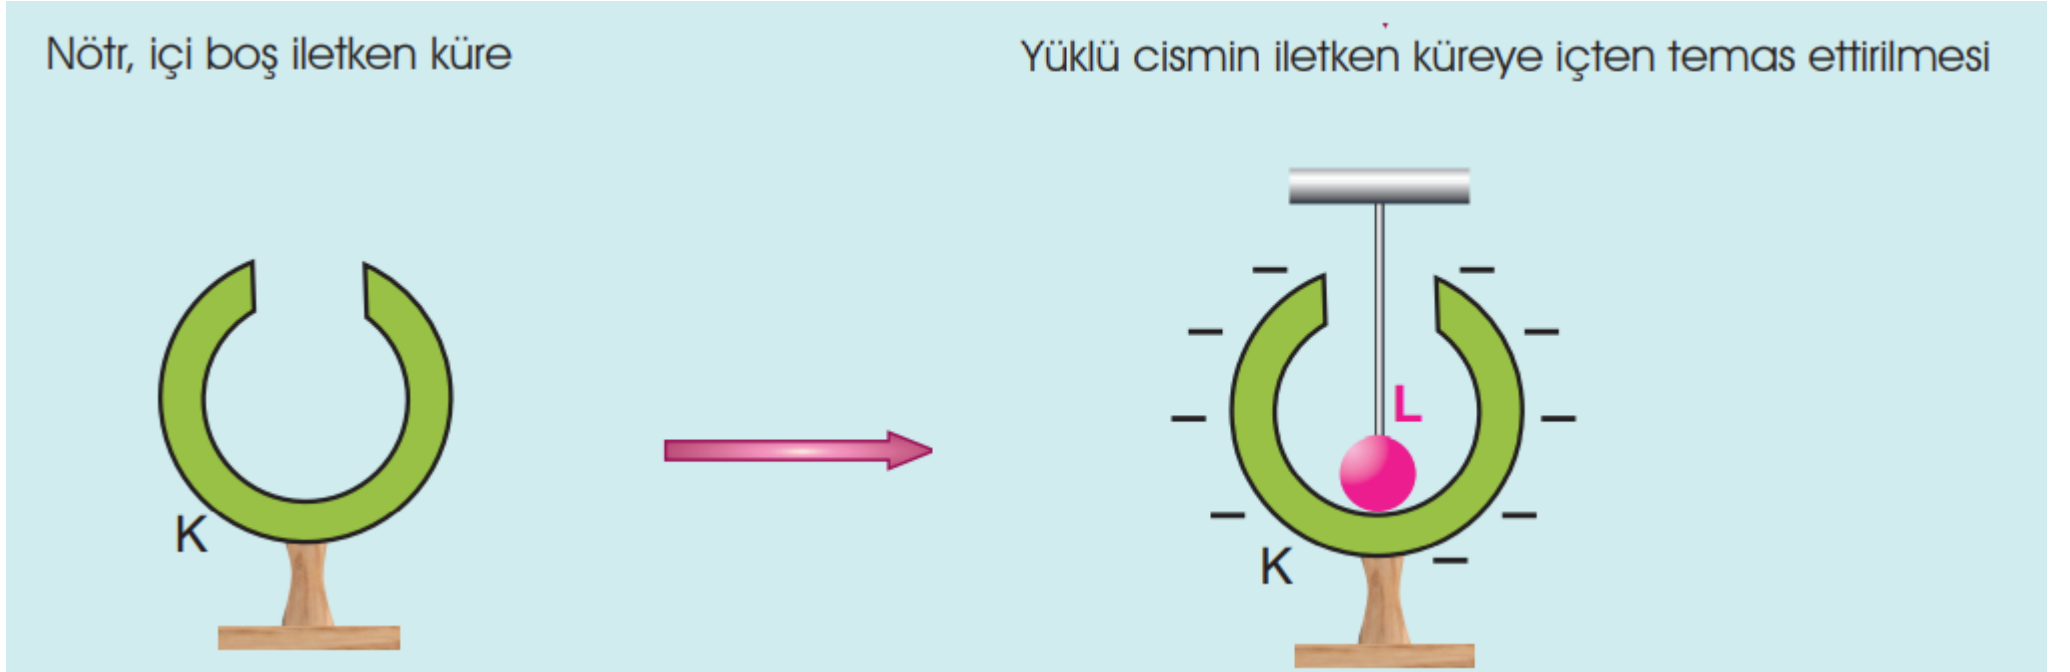 Nötr, içi boş iletken küre
Yüklü cismin iletken küreye içten temas ettirilmesi
L
K
K